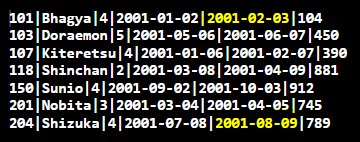 101|Bhagya|4|2001-01-02|2001-02-03|104
103|Doraemon|5|2001-05-06|2001-06-07|450
107|Kiteretsu|4|2001-01-06|2001-02-07|390
118|Shinchan|2|2001-03-08|2001-04-09|881
150|Sunio|4|2001-09-02|2001-10-03|912
201|Nobita|3|2001-03-04|2001-04-05|745
204|Shizuka|4|2001-07-08|2001-08-09|789